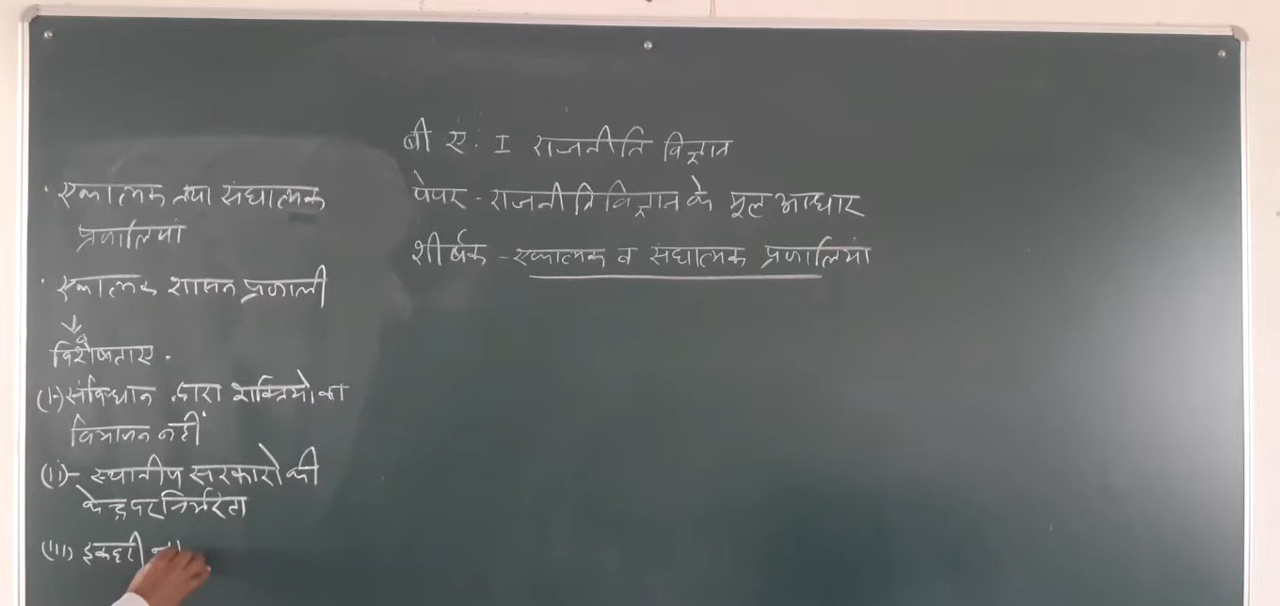 बी ए. I राजनीति विज्ञान
पेपर - राजनीति विज्ञान के मूल आधार
शीर्षक - एकात्मक व संघात्मक प्रणालियां
· एकात्मक तथा संघात्मक
प्रणालियां
· एकात्मक शासन प्रणाली
↓
विशेषताएं .
(i)-संविधान द्वारा शक्तियों का
विभाजन नहीं
(ii)- स्थानीय सरकारों की
केन्द्र पर निर्भरता
(iii) इकहरी